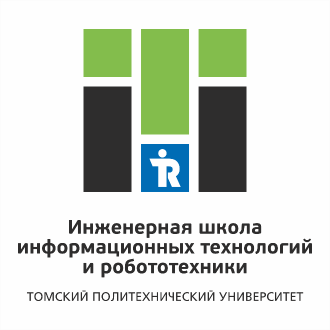 Инженерная школа
информационных технологий
и робототехники
ТОМСКИЙ ПОЛИТЕХНИЧЕСКИЙ УНИВЕРСИТЕТ